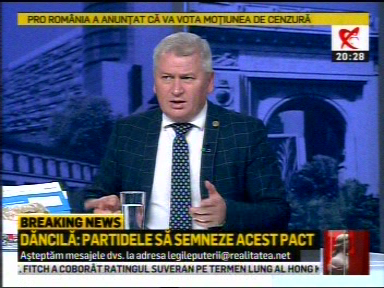 PRO ROMÂNIA A ANUNȚAT CĂ VA VOTA MOȚIUNEA DE CENZURĂ
20:28
BREAKING NEWS
DĂNCILĂ: PARTIDELE SĂ SEMNEZE ACEST PACT
Aşteptăm mesajele dvs. la adresa legileputerii@realitatea.net
. FITCH A COBORÂT RATINGUL SUVERAN PE TERMEN LUNG AL HONG K